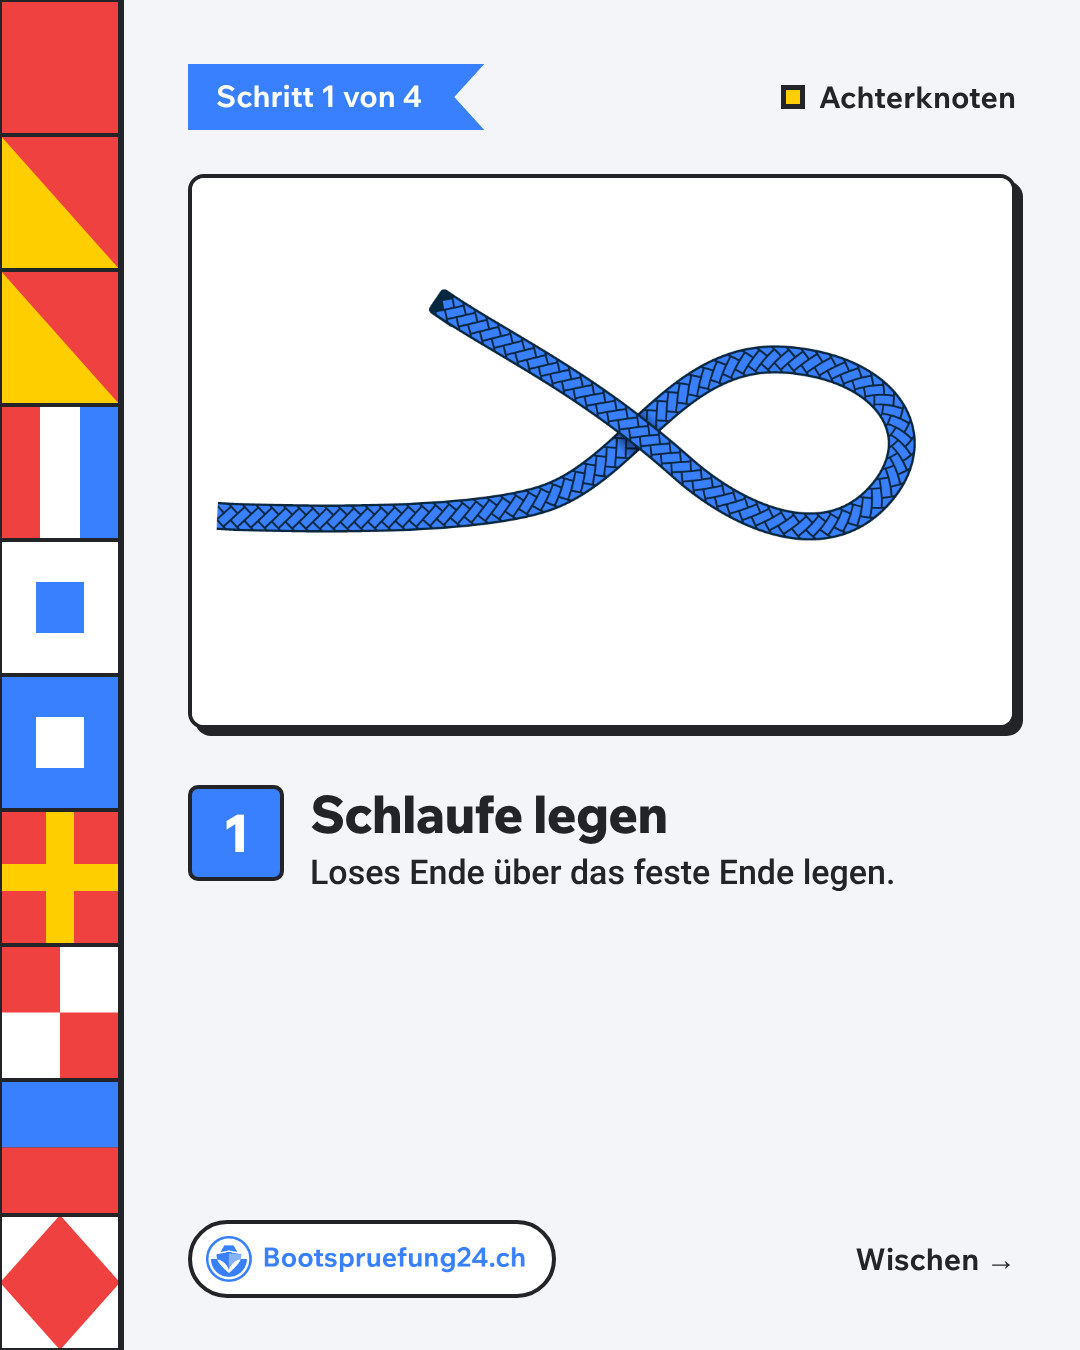 Schritt 1 von 4
Achterknoten
1
Schlaufe legen
Loses Ende über das feste Ende legen.
Bootspruefung24.ch
Wischen →